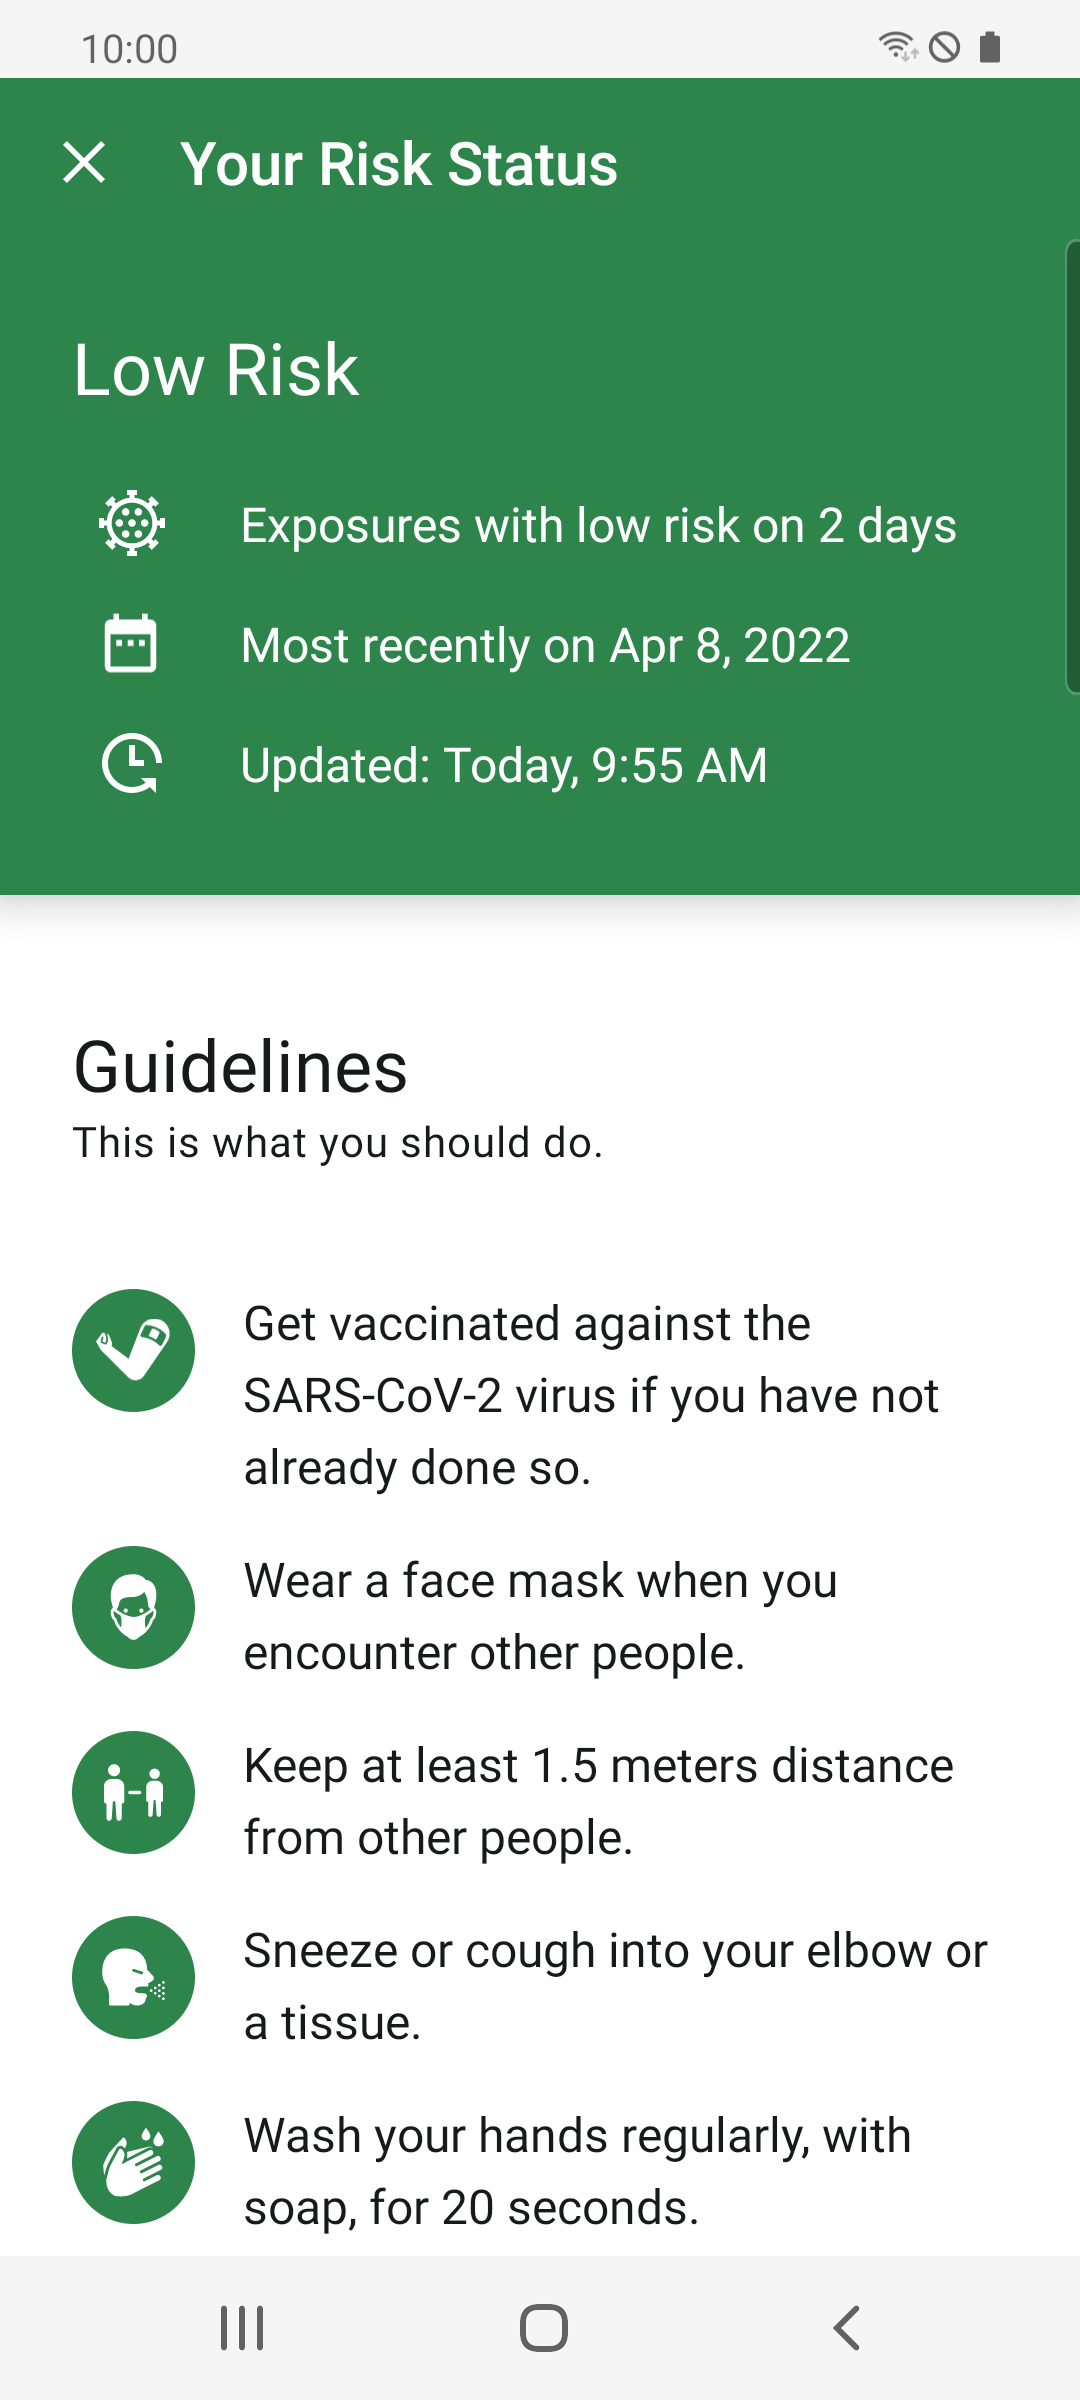 10:00
Your Risk Status
Low Risk
Exposures with low risk on 2 days
Most recently on Apr 8, 2022
Updated: Today, 9:55 AM
Guidelines
This is what you should do.
Get vaccinated against the
SARS-CoV-2 virus if you have not
already done so.
Wear a face mask when you
encounter other people.
Keep at least 1.5 meters distance
from other people.
Sneeze or cough into your elbow or
a tissue.
Wash your hands regularly, with
soap, for 20 seconds.